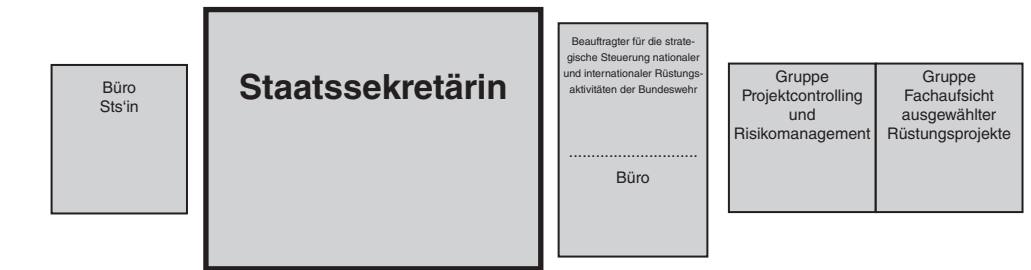 Büro
Sts‘in
Staatssekretärin
Beauftragter für die strate-
gische Steuerung nationaler
und internationaler Rüstungs-
aktivitäten der Bundeswehr
.............................
Büro
Gruppe
Projektcontrolling
und
Risikomanagement
Gruppe
Fachaufsicht
ausgewählter
Rüstungsprojekte